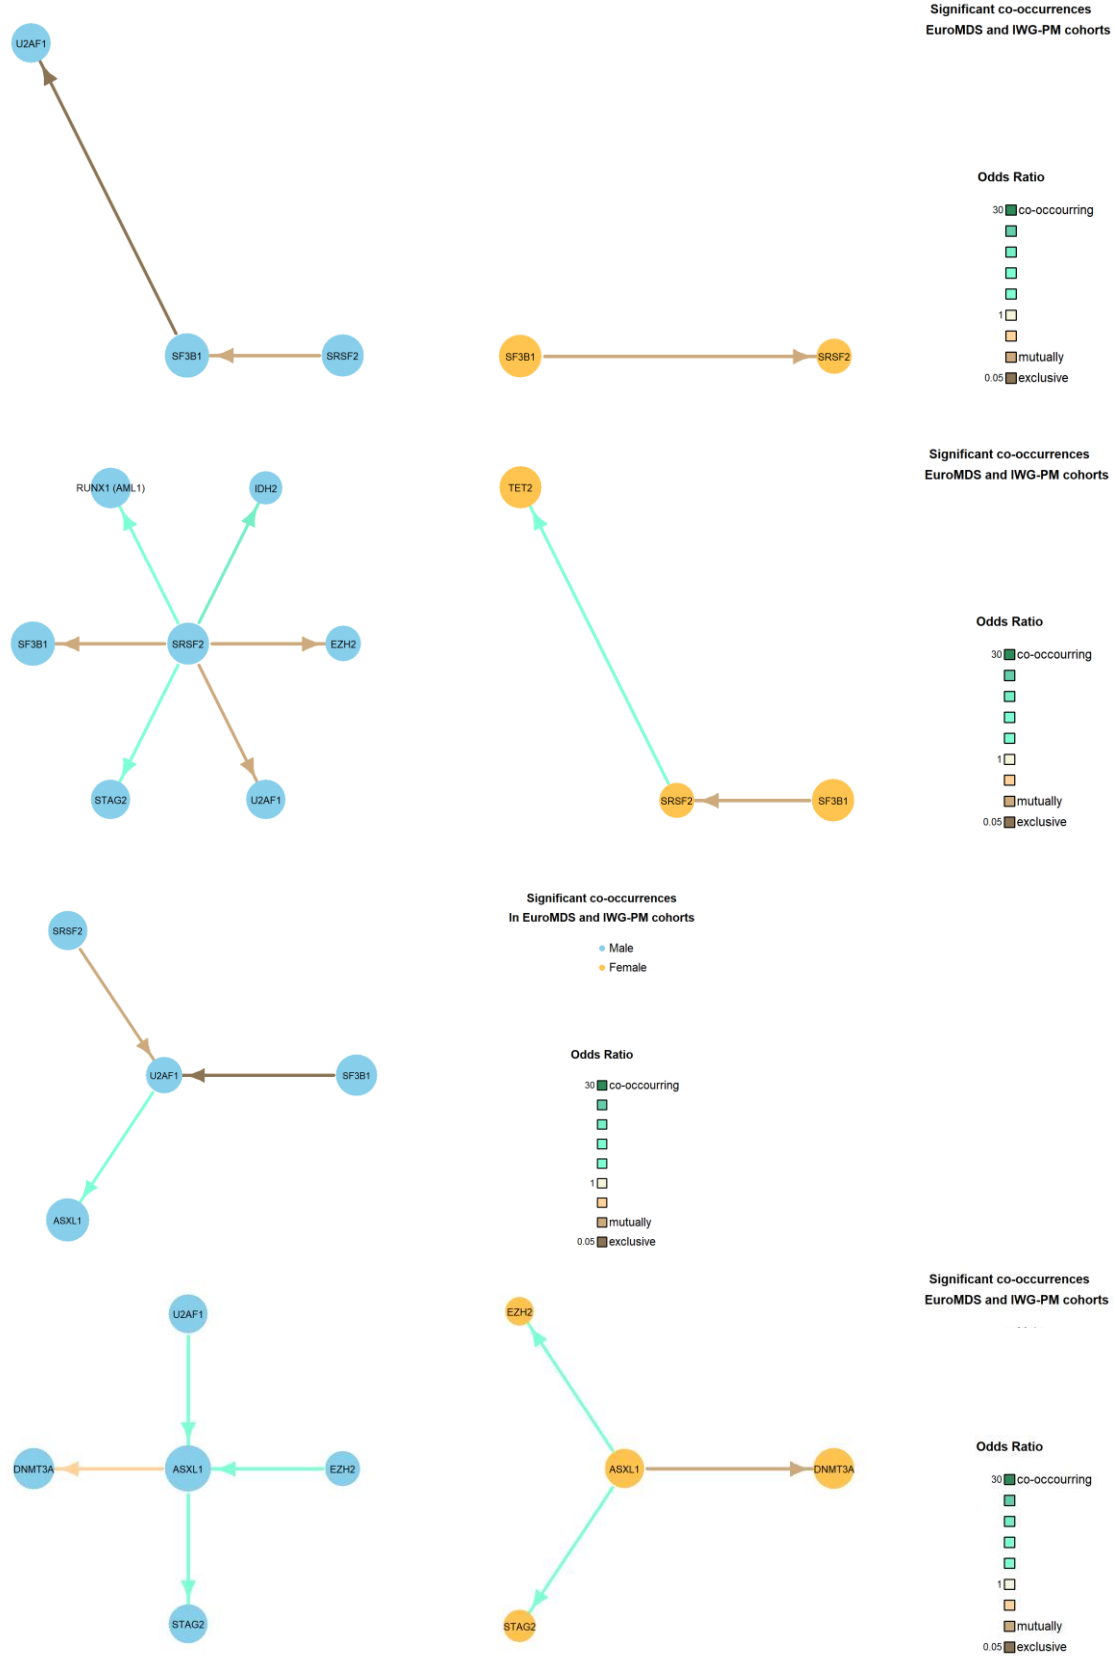 Significant co-occurrences
EuroMDS and IWG-PM cohorts
U2AF1
SF3B1
SRSF2
SF3B1
SRSF2
Odds Ratio
30 co-occourring
1
mutually
0.05 exclusive
Significant co-occurrences
EuroMDS and IWG-PM cohorts
RUNX1 (AML1)
IDH2
SF3B1
SRSF2
EZH2
STAG2
U2AF1
TET2
SRSF2
SF3B1
Odds Ratio
30 co-occourring
1
mutually
0.05 exclusive
Significant co-occurrences
In EuroMDS and IWG-PM cohorts
Male
Female
SRSF2
U2AF1
SF3B1
ASXL1
Odds Ratio
30 co-occourring
1
mutually
0.05 exclusive
Significant co-occurrences
EuroMDS and IWG-PM cohorts
U2AF1
DNMT3A
ASXL1
EZH2
STAG2
EZH2
ASXL1
DNMT3A
STAG2
Odds Ratio
30 co-occourring
1
mutually
0.05 exclusive